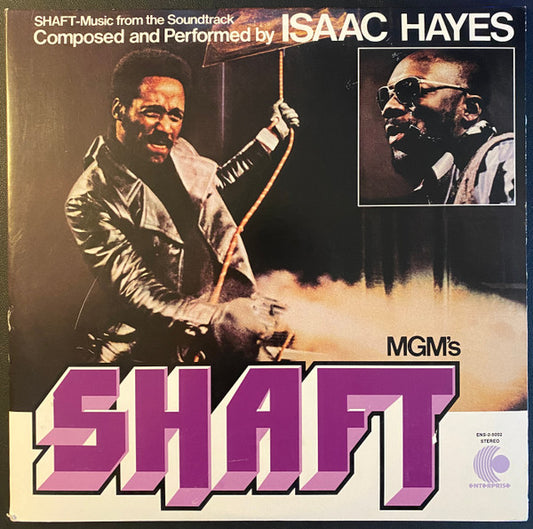 SHAFT-Music from the Soundtrack
Composed and Performed by ISAAC HAYES
MGM's
SHAFT
ENS-2-5002
STEREO
ENTERPRISE